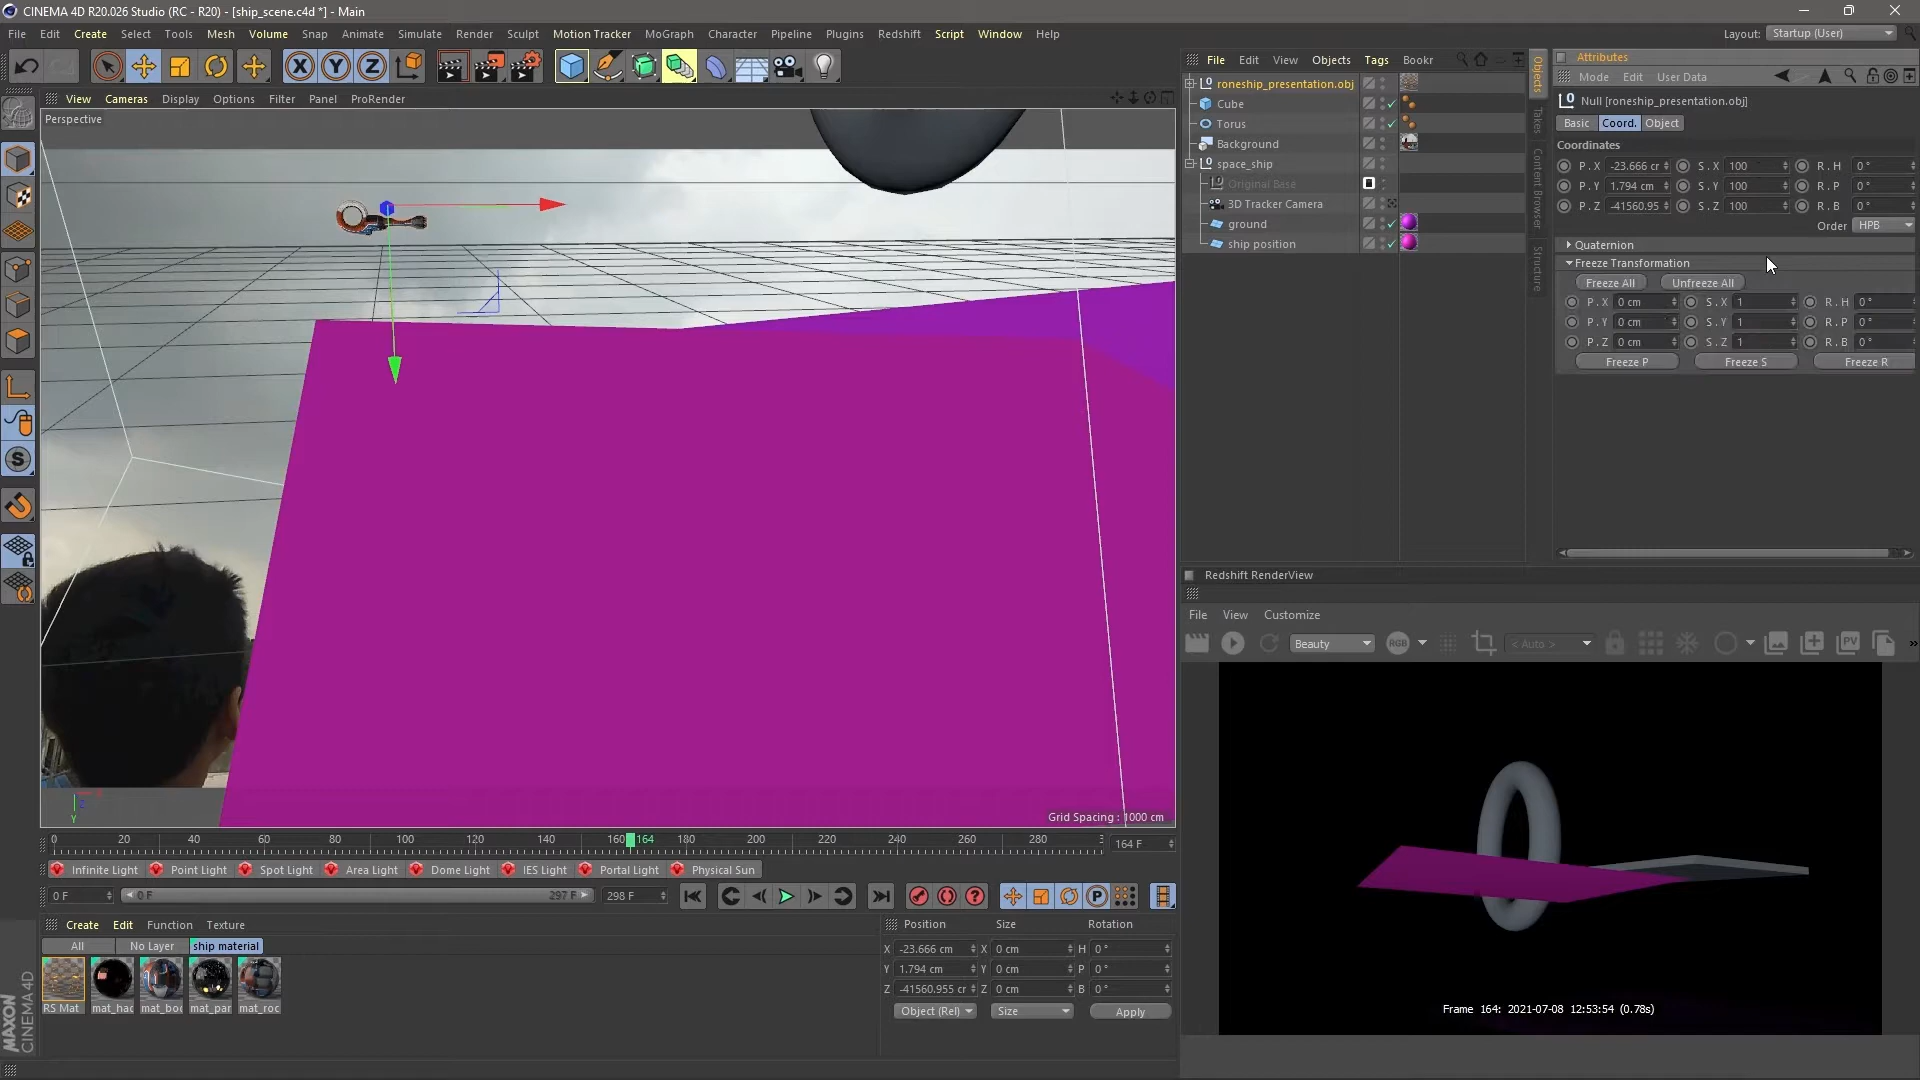 CINEMA 4D R20.026 Studio (RC - R20) - [ship_scene.c4d *] - Main
File Edit Create Select Tools Mesh Volume Snap Animate Simulate Render Sculpt Motion Tracker MoGraph Character Pipeline Plugins Redshift Script Window Help
Layout: Startup (User)
View Cameras Display Options Filter Panel ProRender
Perspective
Grid Spacing : 1000 cm
Y
File Edit View Objects Tags Bookr
roneship_presentation.obj
Cube
Torus
Background
space_ship
Original Base
3D Tracker Camera
ground
ship position
Objects
Takes
Content Browser
Structure
Attributes
Mode Edit User Data
Null [roneship_presentation.obj]
Basic Coord. Object
Coordinates
P . X -23.666 cr S . X 100 R . H 0 °
P . Y 1.794 cm S . Y 100 R . P 0 °
P . Z -41560.95 S . Z 100 R . B 0 °
Order HPB
Quaternion
Freeze Transformation
Freeze All Unfreeze All
P . X 0 cm S . X 1 R . H 0 °
P . Y 0 cm S . Y 1 R . P 0 °
P . Z 0 cm S . Z 1 R . B 0 °
Freeze P Freeze S Freeze R
Redshift RenderView
File View Customize
Beauty RGB < Auto > PV
Frame 164: 2021-07-08 12:53:54 (0.78s)
0 20 40 60 80 100 120 140 160 164 180 200 220 240 260 280 164 F
Infinite Light Point Light Spot Light Area Light Dome Light IES Light Portal Light Physical Sun
0 F 0 F 297 F 298 F
Create Edit Function Texture
All No Layer ship material
RS Mat mat_hac mat_boc mat_par mat_roc
Position Size Rotation
X -23.666 cm X 0 cm H 0 °
Y 1.794 cm Y 0 cm P 0 °
Z -41560.955 cr Z 0 cm B 0 °
Object (Rel) Size Apply
MAXON
CINEMA 4D